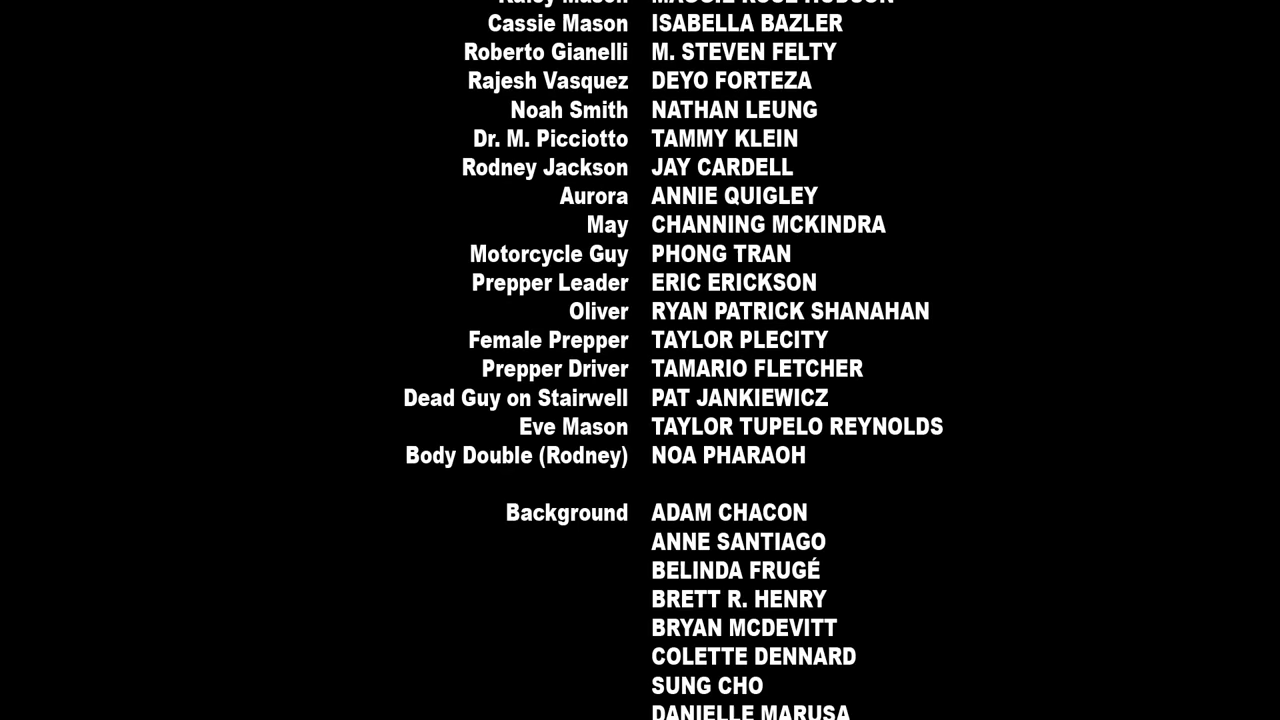 Cassie Mason ISABELLA BAZLER
Roberto Gianelli M. STEVEN FELTY
Rajesh Vasquez DEYO FORTEZA
Noah Smith NATHAN LEUNG
Dr. M. Picciotto TAMMY KLEIN
Rodney Jackson JAY CARDELL
Aurora ANNIE QUIGLEY
May CHANNING MCKINDRA
Motorcycle Guy PHONG TRAN
Prepper Leader ERIC ERICKSON
Oliver RYAN PATRICK SHANAHAN
Female Prepper TAYLOR PLECITY
Prepper Driver TAMARIO FLETCHER
Dead Guy on Stairwell PAT JANKIEWICZ
Eve Mason TAYLOR TUPELO REYNOLDS
Body Double (Rodney) NOA PHARAOH
Background ADAM CHACON
ANNE SANTIAGO
BELINDA FRUGÉ
BRETT R. HENRY
BRYAN MCDEVITT
COLETTE DENNARD
SUNG CHO
DANIELLE MARUSA